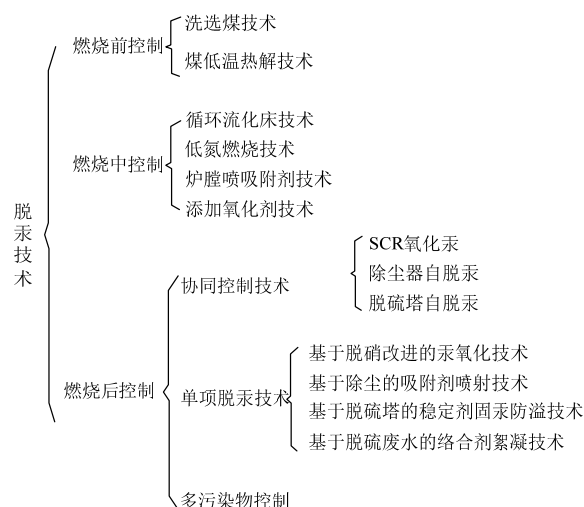 脱汞技术
燃烧前控制
洗选煤技术
煤低温热解技术
燃烧中控制
循环流化床技术
低氮燃烧技术
炉膛喷吸附剂技术
添加氧化剂技术
燃烧后控制
协同控制技术
SCR氧化汞
除尘器自脱汞
脱硫塔自脱汞
单项脱汞技术
基于脱硝改进的汞氧化技术
基于除尘的吸附剂喷射技术
基于脱硫塔的稳定剂固汞防溢技术
基于脱硫废水的络合剂絮凝技术
多污染物控制